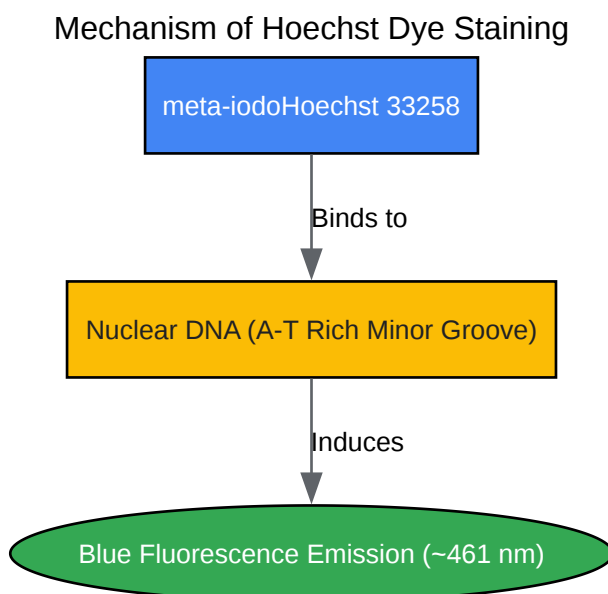 Mechanism of Hoechst Dye Staining
meta-iodoHoechst 33258
Binds to
Nuclear DNA (A-T Rich Minor Groove)
Induces
Blue Fluorescence Emission (~461 nm)